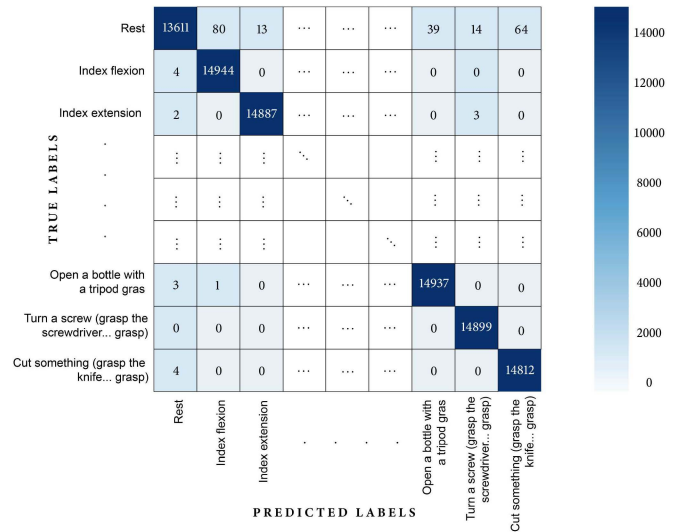 Rest 13611 80 13 ... ... ... 39 14 64
Index flexion 4 14944 0 ... ... ... 0 0 0
Index extension 2 0 14887 ... ... ... 0 3 0
TRUE LABELS
. ⋮ ⋮ ⋮ ⋱ ⋮ ⋮ ⋮
. ⋮ ⋮ ⋮ ⋱ ⋮ ⋮ ⋮
. ⋮ ⋮ ⋮ ⋱ ⋮ ⋮ ⋮
.
Open a bottle with
a tripod gras
3 1 0 ... ... ... 14937 0 0
Turn a screw (grasp the
screwdriver... grasp)
0 0 0 ... ... ... 0 14899 0
Cut something (grasp the
knife... grasp)
4 0 0 ... ... ... 0 0 14812
Rest
Index flexion
Index extension
. . . .
Open a bottle with
a tripod gras
Turn a screw (grasp the
screwdriver... grasp)
Cut something (grasp the
knife... grasp)
PREDICTED LABELS
14000
12000
10000
8000
6000
4000
2000
0